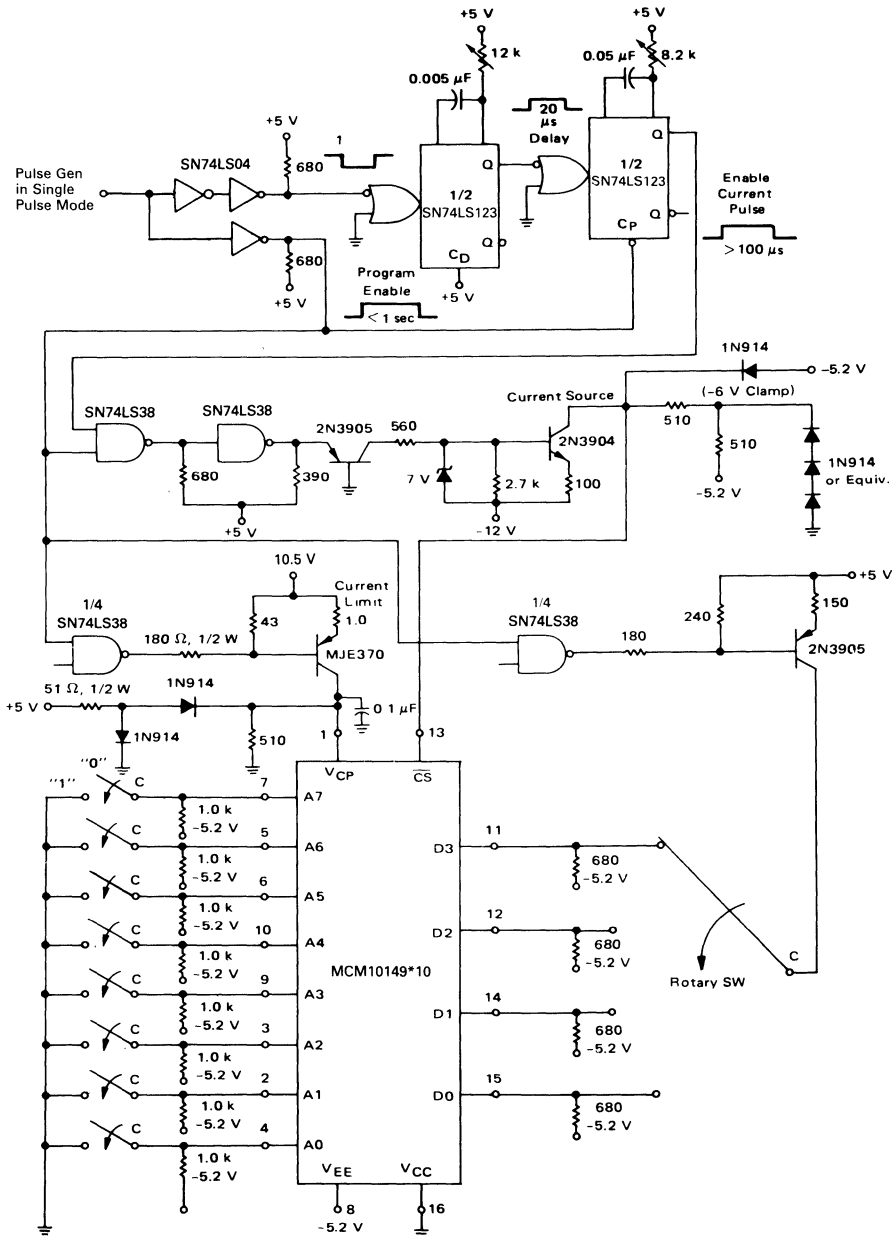 +5 V
+5 V
12 k
8.2 k
0.005 µF
0.05 µF
+5 V
1
20
µs
Delay
680
SN74LS04
Pulse Gen
in Single
Pulse Mode
Q
1/2
SN74LS123
Q
CD
+5 V
Q
1/2
SN74LS123
CP
Q
Enable
Current
Pulse
> 100 µs
680
+5 V
Program
Enable
< 1 sec
1N914
-5.2 V
(-6 V Clamp)
SN74LS38
SN74LS38
2N3905
560
Current Source
2N3904
510
510
-5.2 V
1N914
or Equiv.
680
390
7 V
2.7 k
100
+5 V
-12 V
10.5 V
Current
Limit
1.0
43
+5 V
1/4
SN74LS38
180 Ω, 1/2 W
MJE370
1/4
SN74LS38
180
240
150
2N3905
51 Ω, 1/2 W
1N914
+5 V
1N914
510
0 1 µF
1
13
VCP
CS
"0"
"1"
C
7
A7
1.0 k
-5.2 V
C
5
A6
1.0 k
-5.2 V
C
6
A5
1.0 k
-5.2 V
C
10
A4
1.0 k
-5.2 V
C
9
A3
1.0 k
-5.2 V
C
3
A2
1.0 k
-5.2 V
C
2
A1
1.0 k
-5.2 V
C
4
A0
1.0 k
-5.2 V
MCM10149*10
D3
11
680
-5.2 V
D2
12
680
-5.2 V
D1
14
680
-5.2 V
D0
15
680
-5.2 V
C
Rotary SW
VEE
VCC
8
-5.2 V
16